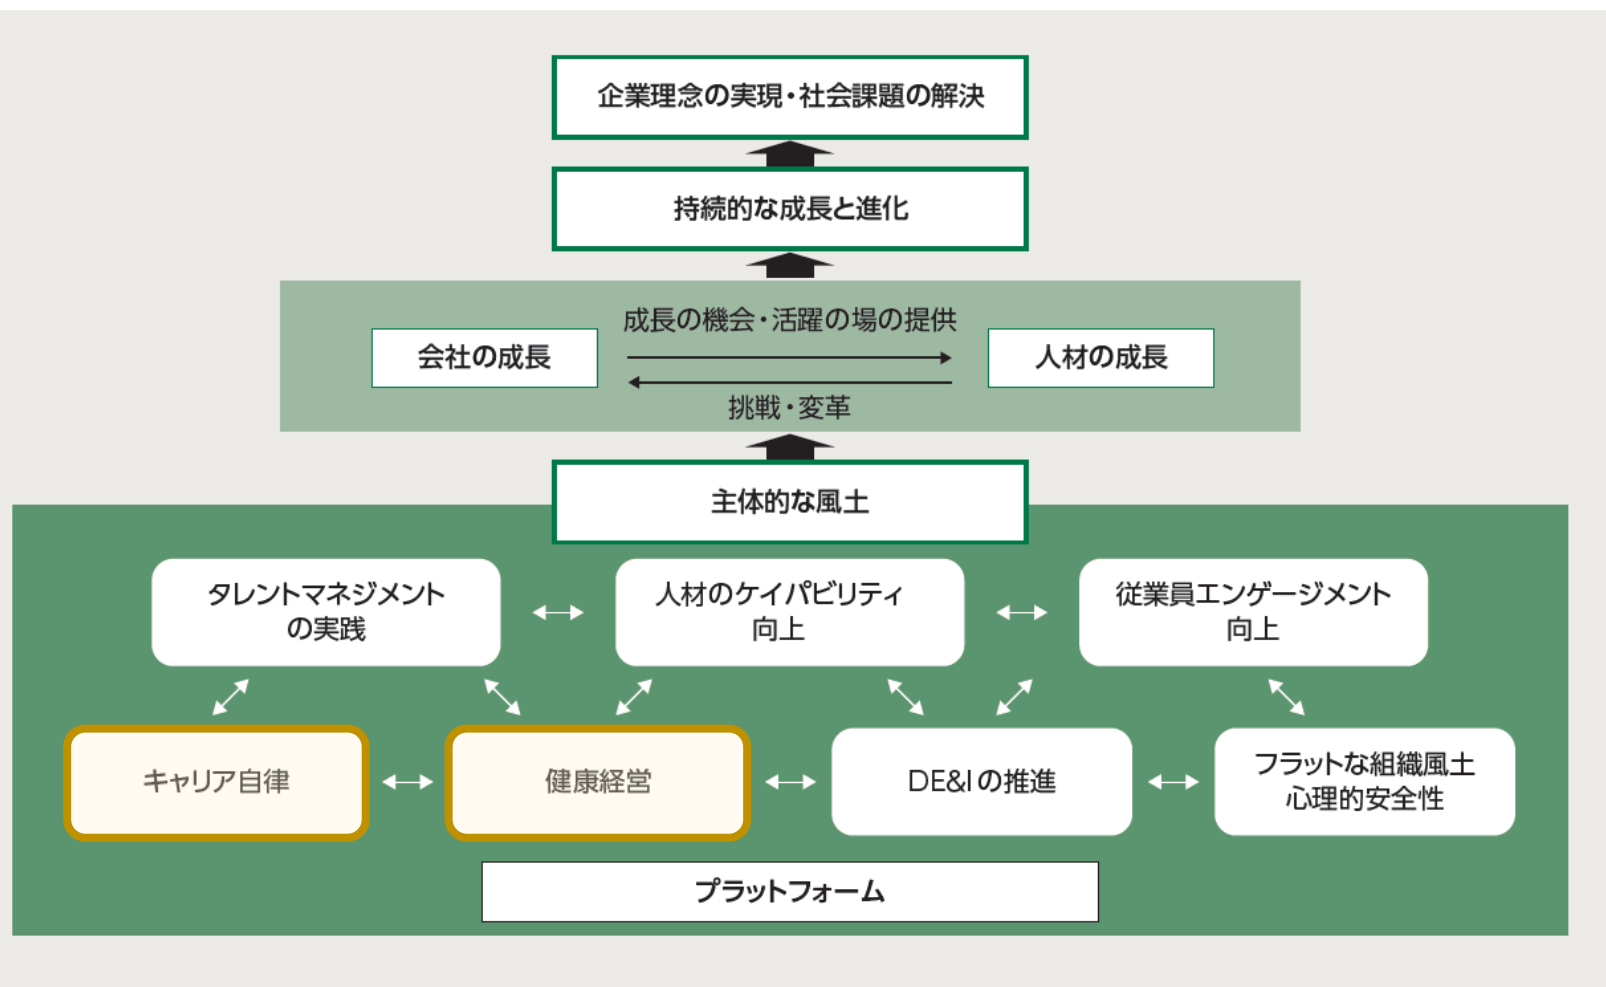 企業理念の実現・社会課題の解決
持続的な成長と進化
成長の機会・活躍の場の提供
会社の成長
人材の成長
挑戦・変革
主体的な風土
タレントマネジメント
の実践
人材のケイパビリティ
向上
従業員エンゲージメント
向上
キャリア自律
健康経営
DE&Iの推進
フラットな組織風土
心理的安全性
プラットフォーム